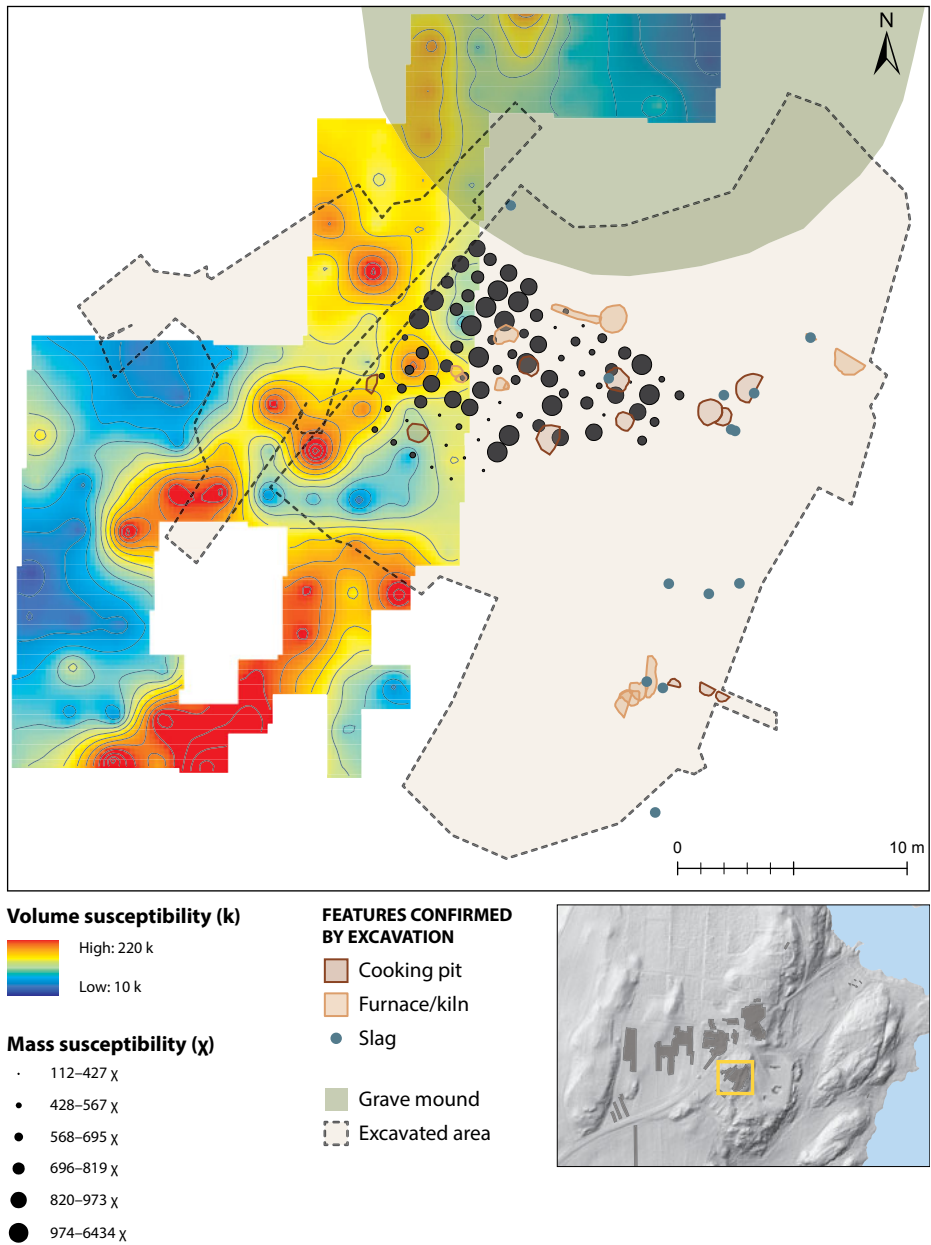 N
0
10 m
Volume susceptibility (k)
High: 220 k
Low: 10 k
Mass susceptibility (χ)
112–427 χ
428–567 χ
568–695 χ
696–819 χ
820–973 χ
974–6434 χ
FEATURES CONFIRMED
BY EXCAVATION
Cooking pit
Furnace/kiln
Slag
Grave mound
Excavated area